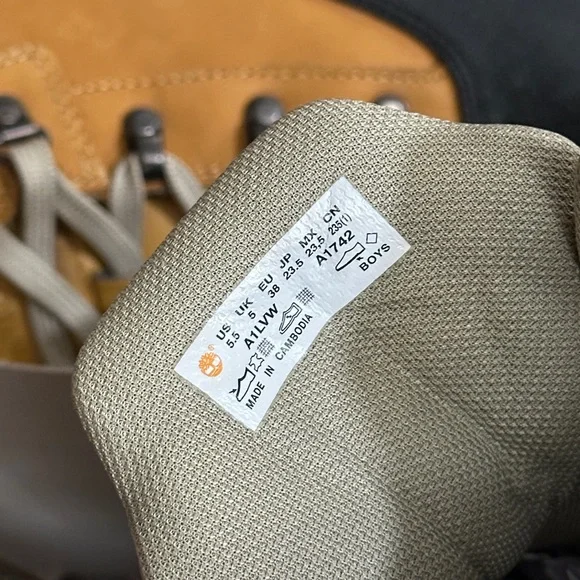 US UK EU JP MX CN
5.5 5 38 23.5 23,5 235(1)
A1LVW A1742
BOYS
MADE IN CAMBODIA